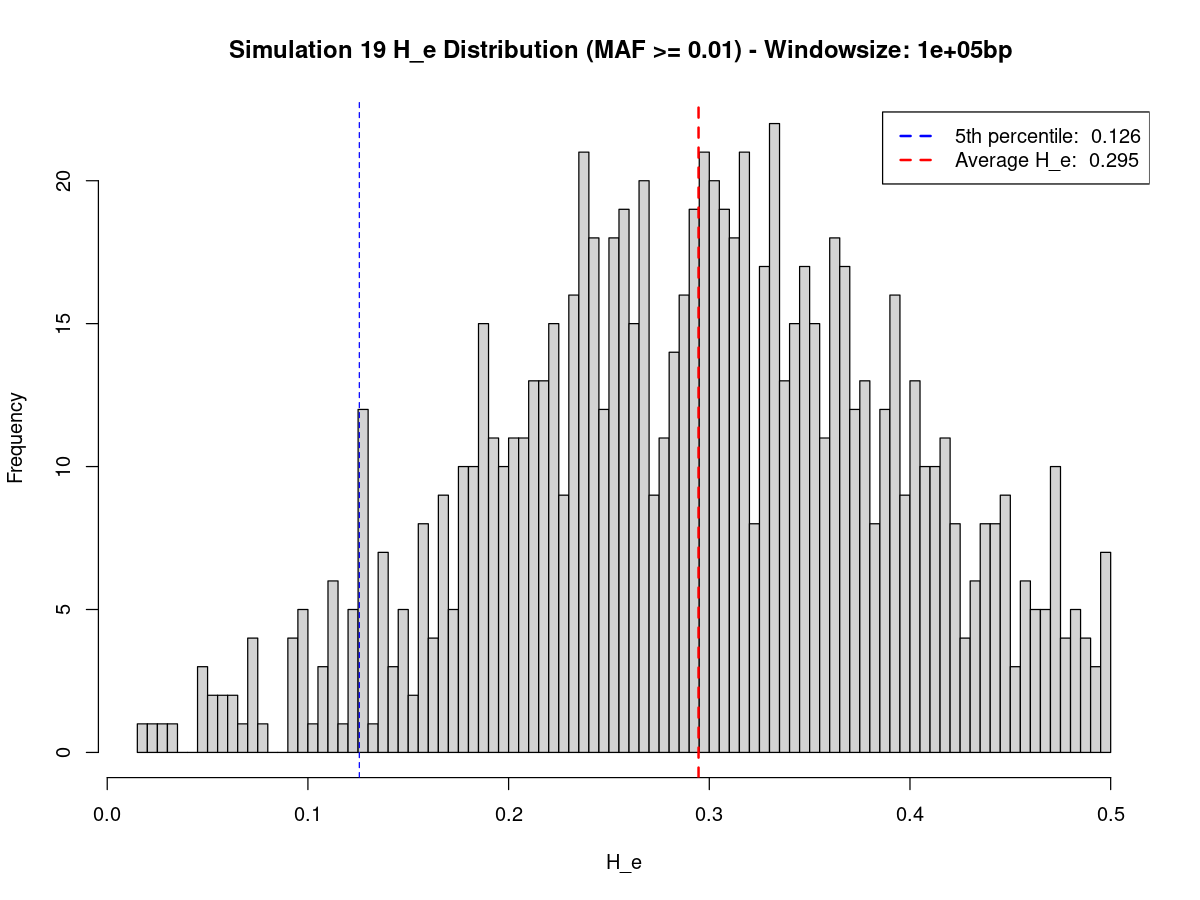 Simulation 19 H_e Distribution (MAF >= 0.01) - Windowsize: 1e+05bp
5th percentile: 0.126
Average H_e: 0.295
Frequency
20
15
10
5
0
0.0 0.1 0.2 0.3 0.4 0.5
H_e